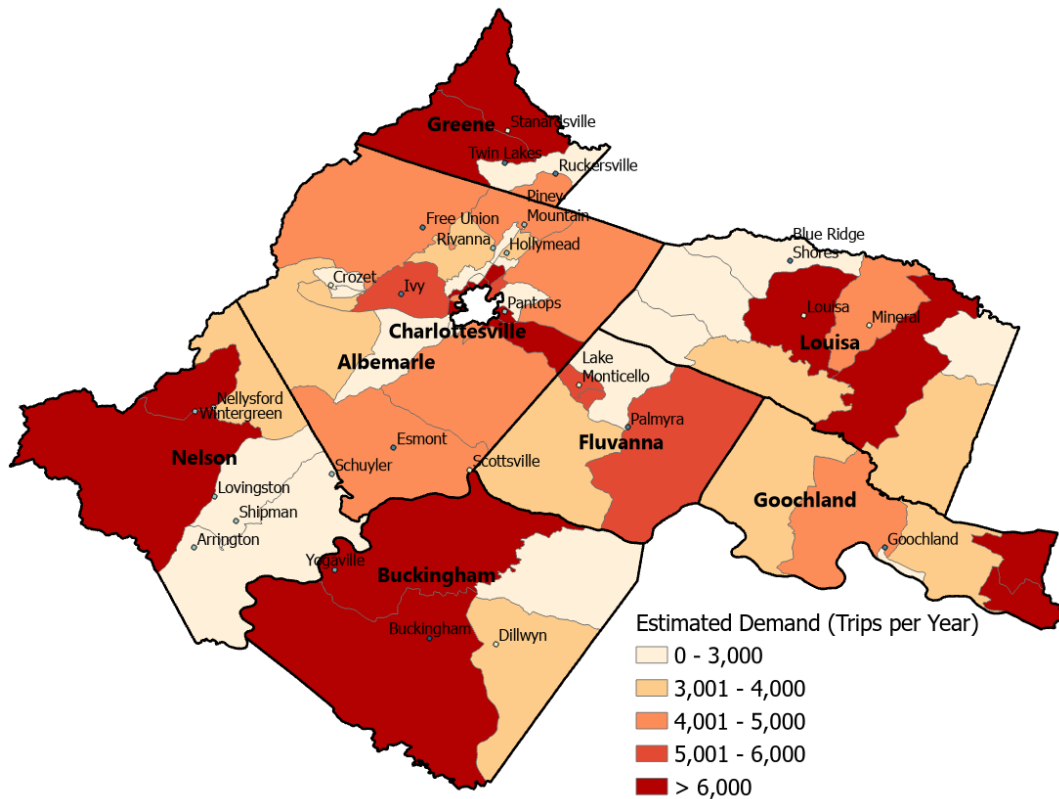 Greene
Stanardsville
Twin Lakes
Ruckersville
Piney
Mountain
Free Union
Rivanna
Hollymead
Blue Ridge
Shores
Crozet
Ivy
Pantops
Louisa
Mineral
Charlottesville
Louisa
Albemarle
Lake
Monticello
Nellysford
Wintergreen
Palmyra
Esmont
Fluvanna
Nelson
Schuyler
Scottsville
Lovingston
Goochland
Shipman
Arrington
Goochland
Yogaville
Buckingham
Buckingham
Dillwyn
Estimated Demand (Trips per Year)
0 - 3,000
3,001 - 4,000
4,001 - 5,000
5,001 - 6,000
> 6,000